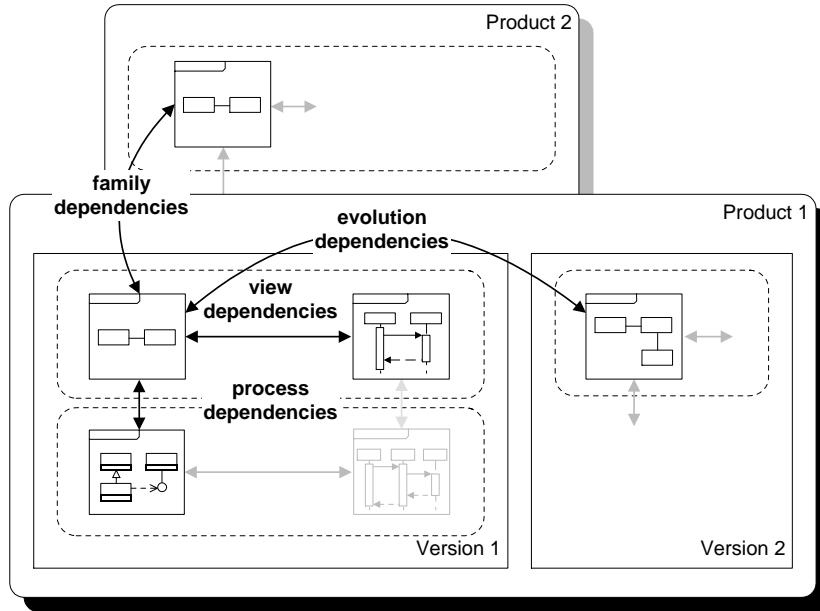 Product 2
family
dependencies
Product 1
evolution
dependencies
view
dependencies
process
dependencies
Version 1
Version 2